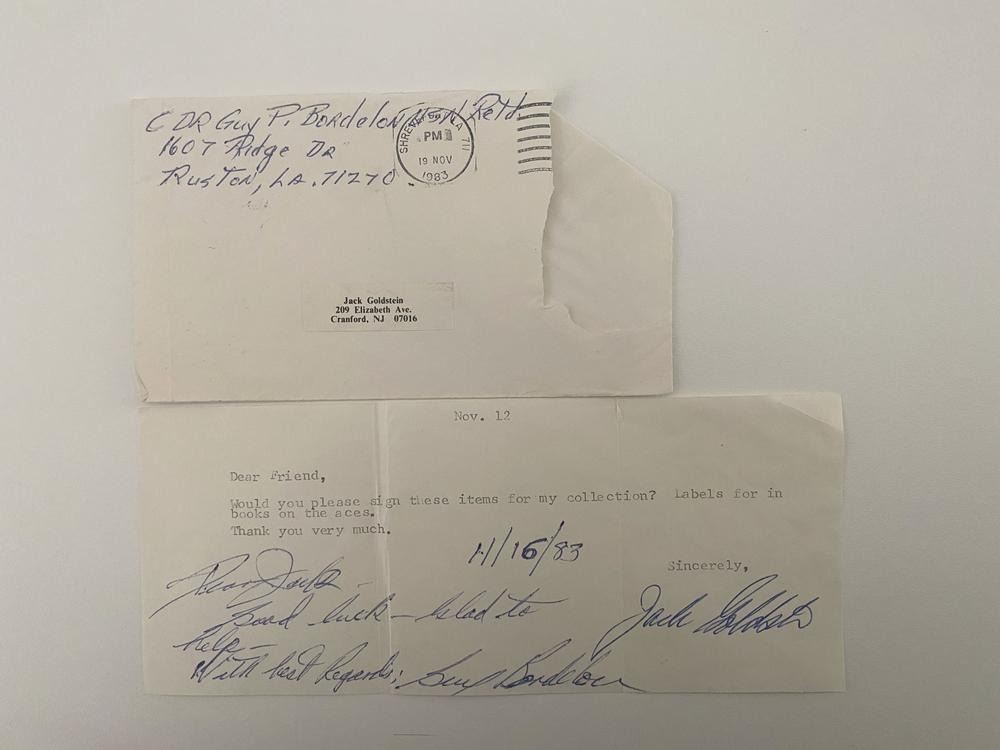 CDR Guy P. Bordelon USN Retd.
1607 Ridge Dr
Ruston, LA. 71270
SHREVEPORT LA 711
PM
19 NOV
1983
Jack Goldstein
209 Elizabeth Ave.
Cranford, NJ 07016
Nov. 12
Dear Friend,
Would you please sign these items for my collection? Labels for in
books on the aces.
Thank you very much.
11/16/83
Sincerely,
Dear Jack –
Good luck – Glad to
help –
With best regards, Guy Bordelon
Jack Goldstein